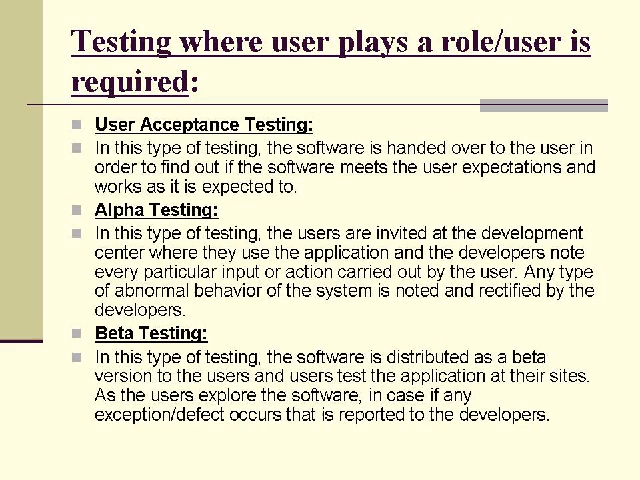 Testing where user plays a role/user is
required:
User Acceptance Testing:
In this type of testing, the software is handed over to the user in
order to find out if the software meets the user expectations and
works as it is expected to.
Alpha Testing:
In this type of testing, the users are invited at the development
center where they use the application and the developers note
every particular input or action carried out by the user. Any type
of abnormal behavior of the system is noted and rectified by the
developers.
Beta Testing:
In this type of testing, the software is distributed as a beta
version to the users and users test the application at their sites.
As the users explore the software, in case if any
exception/defect occurs that is reported to the developers.